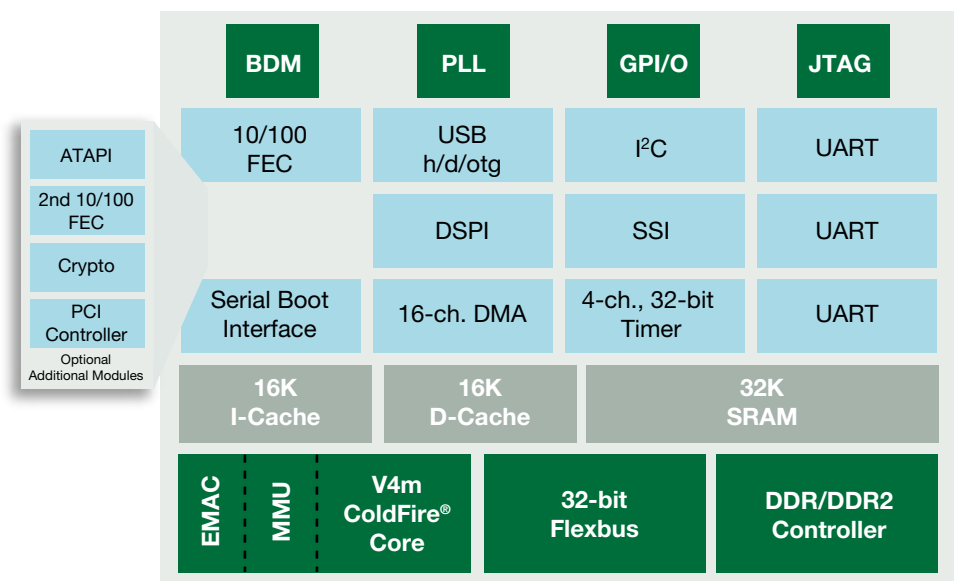 BDM
PLL
GPI/O
JTAG
10/100
FEC
USB
h/d/otg
I²C
UART
ATAPI
2nd 10/100
FEC
Crypto
PCI
Controller
Optional
Additional Modules
DSPI
SSI
UART
Serial Boot
Interface
16-ch. DMA
4-ch., 32-bit
Timer
UART
16K
I-Cache
16K
D-Cache
32K
SRAM
EMAC
MMU
V4m
ColdFire®
Core
32-bit
Flexbus
DDR/DDR2
Controller